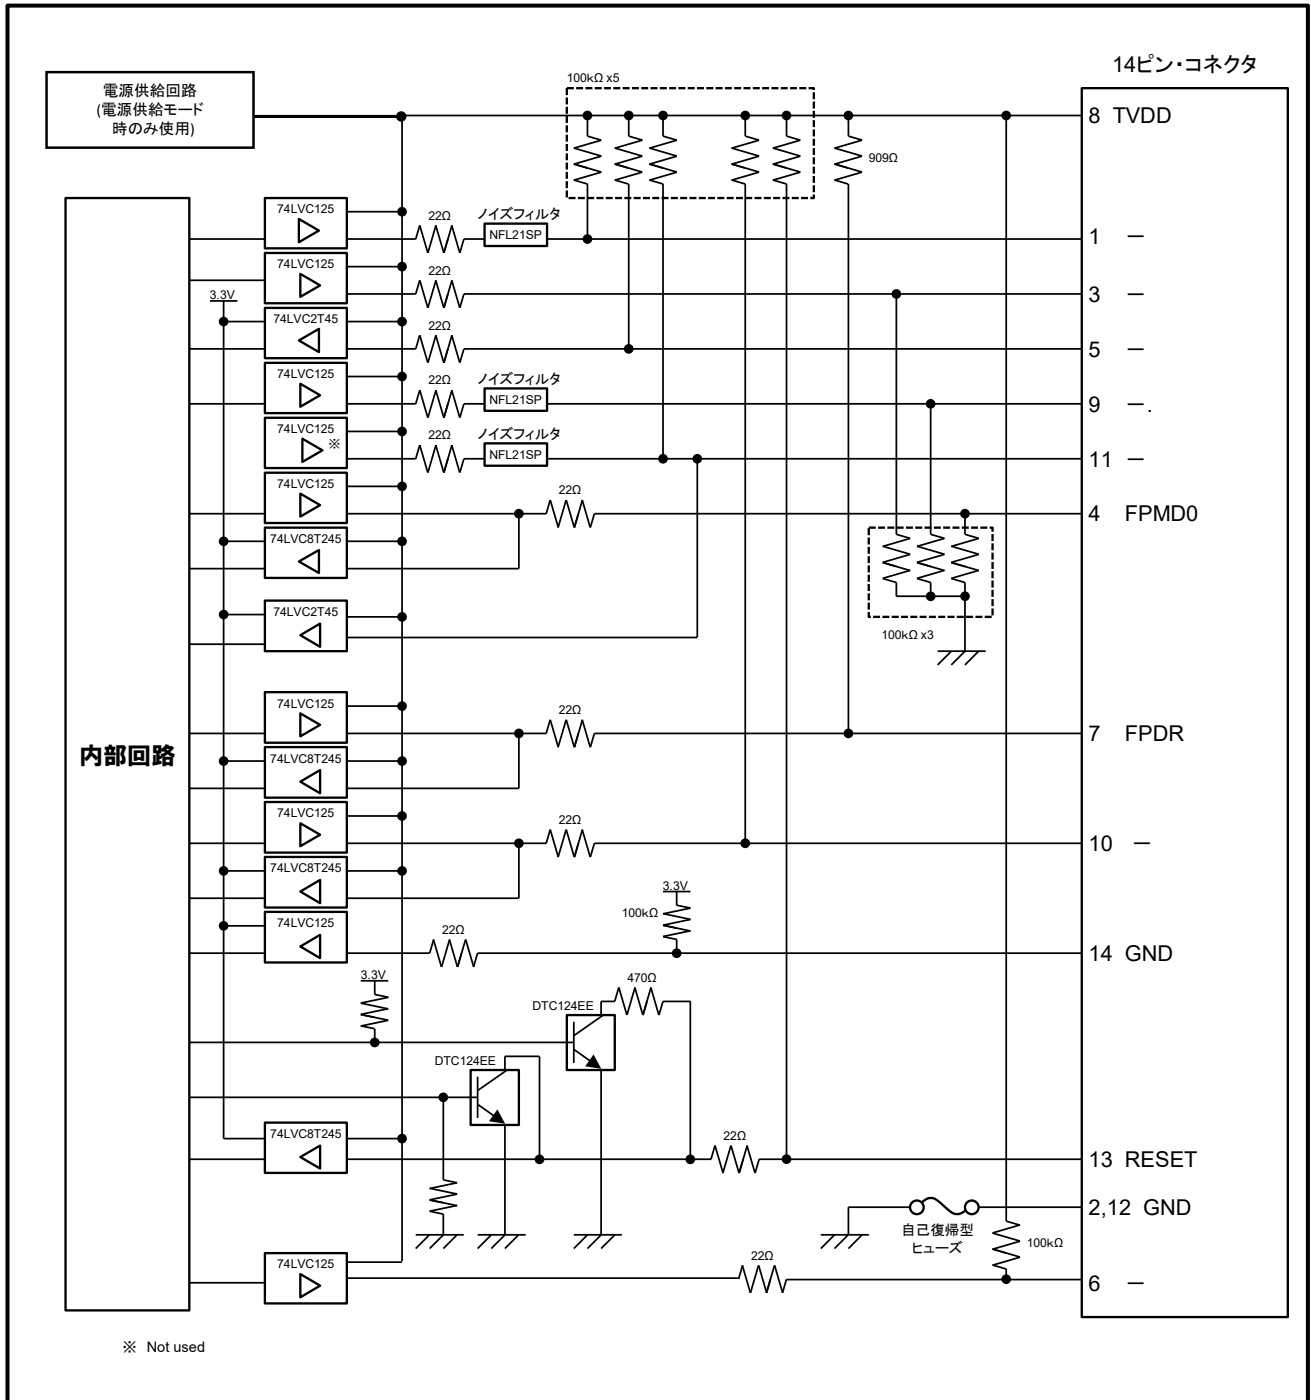 14ピン・コネクタ
電源供給回路
(電源供給モード
時のみ使用)
100kΩ x5
8 TVDD
909Ω
74LVC125
22Ω
ノイズフィルタ
NFL21SP
1 －
74LVC125
22Ω
3 －
3.3V
74LVC2T45
22Ω
5 －
74LVC125
22Ω
ノイズフィルタ
NFL21SP
9 －.
74LVC125
※
22Ω
ノイズフィルタ
NFL21SP
11 －
74LVC125
22Ω
4 FPMD0
74LVC8T245
74LVC2T45
100kΩ x3
内部回路
74LVC125
22Ω
7 FPDR
74LVC8T245
74LVC125
22Ω
10 －
74LVC8T245
3.3V
100kΩ
74LVC125
22Ω
14 GND
3.3V
470Ω
DTC124EE
DTC124EE
74LVC8T245
22Ω
13 RESET
2,12 GND
自己復帰型
ヒューズ
100kΩ
74LVC125
22Ω
6 －
※ Not used